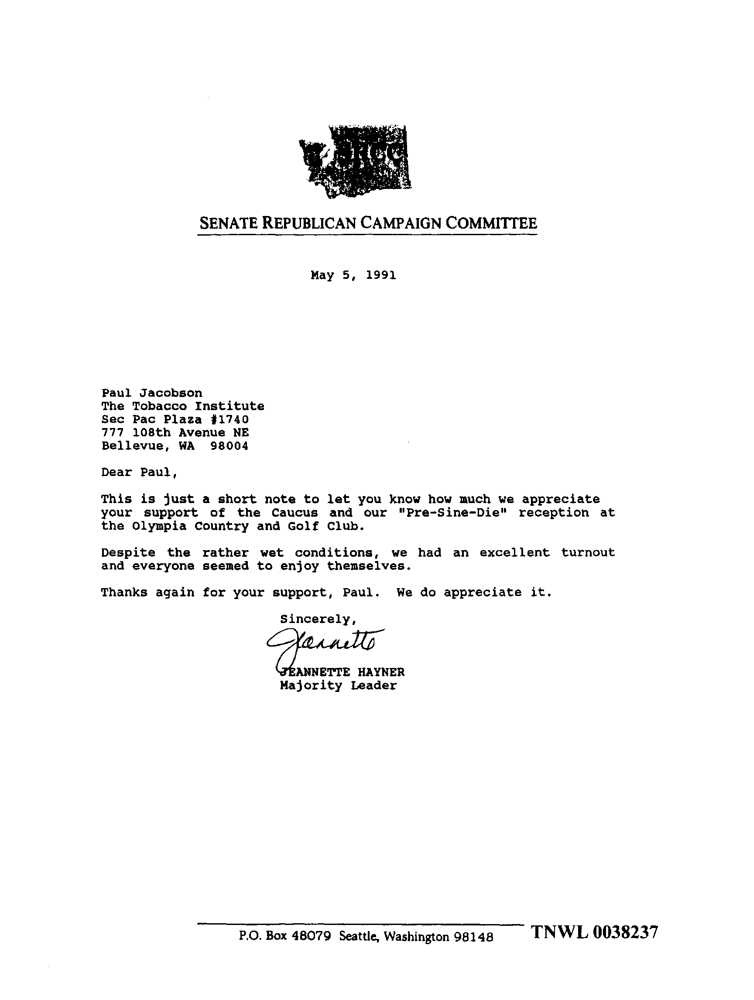 SRCC
SENATE REPUBLICAN CAMPAIGN COMMITTEE
May 5, 1991
Paul Jacobson
The Tobacco Institute
Sec Pac Plaza #1740
777 108th Avenue NE
Bellevue, WA 98004
Dear Paul,
This is just a short note to let you know how much we appreciate
your support of the Caucus and our "Pre-Sine-Die" reception at
the Olympia Country and Golf Club.
Despite the rather wet conditions, we had an excellent turnout
and everyone seemed to enjoy themselves.
Thanks again for your support, Paul. We do appreciate it.
Sincerely,
Jeannette
JEANNETTE HAYNER
Majority Leader
P.O. Box 48079 Seattle, Washington 98148
TNWL 0038237